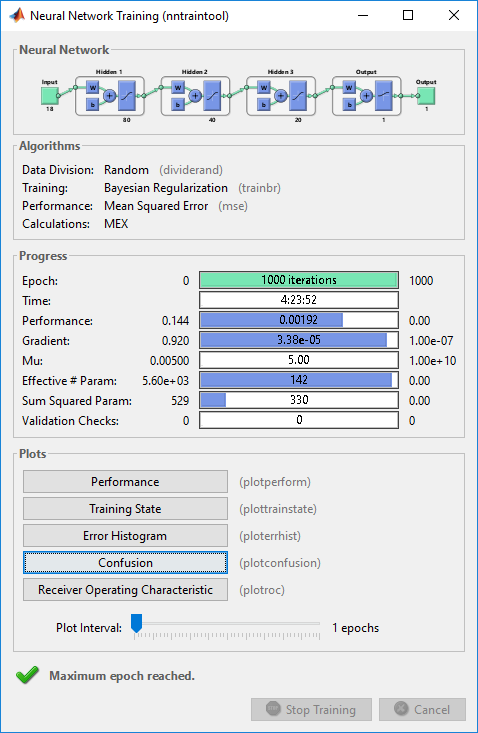 Neural Network Training (nntraintool)
Neural Network
Hidden 1 Hidden 2 Hidden 3 Output
Input Output
W W W W
b b b b
18 80 40 20 1 1
Algorithms
Data Division: Random (dividerand)
Training: Bayesian Regularization (trainbr)
Performance: Mean Squared Error (mse)
Calculations: MEX
Progress
Epoch: 0 1000 iterations 1000
Time: 4:23:52
Performance: 0.144 0.00192 0.00
Gradient: 0.920 3.38e-05 1.00e-07
Mu: 0.00500 5.00 1.00e+10
Effective # Param: 5.60e+03 142 0.00
Sum Squared Param: 529 330 0.00
Validation Checks: 0 0 0
Plots
Performance (plotperform)
Training State (plottrainstate)
Error Histogram (ploterrhist)
Confusion (plotconfusion)
Receiver Operating Characteristic (plotroc)
Plot Interval: 1 epochs
Maximum epoch reached.
Stop Training Cancel